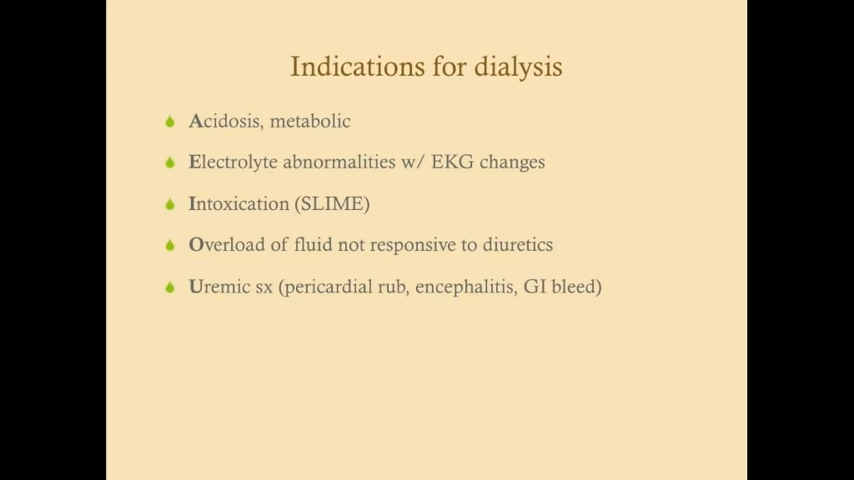 Indications for dialysis
Acidosis, metabolic
Electrolyte abnormalities w/ EKG changes
Intoxication (SLIME)
Overload of fluid not responsive to diuretics
Uremic sx (pericardial rub, encephalitis, GI bleed)